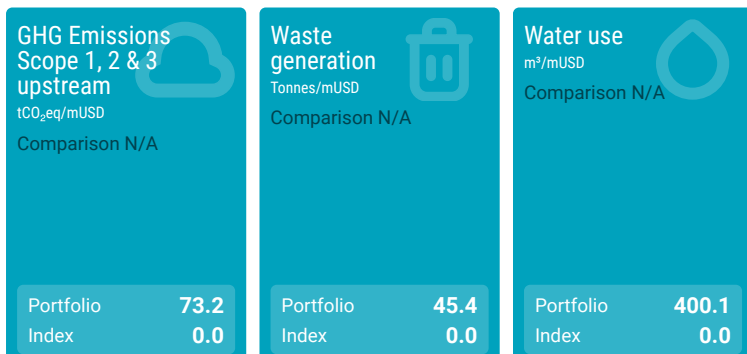 GHG Emissions
Scope 1, 2 & 3
upstream
tCO₂eq/mUSD
Comparison N/A
Portfolio 73.2
Index 0.0
Waste
generation
Tonnes/mUSD
Comparison N/A
Portfolio 45.4
Index 0.0
Water use
m³/mUSD
Comparison N/A
Portfolio 400.1
Index 0.0